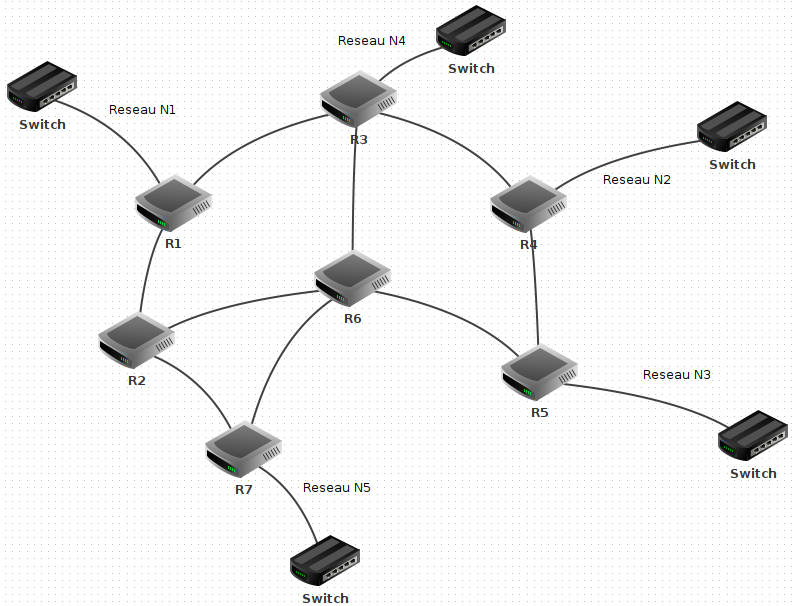 Reseau N4
Switch
Switch
Reseau N1
R3
Switch
Reseau N2
R1
R4
R6
R2
Reseau N3
R5
Switch
R7
Reseau N5
Switch